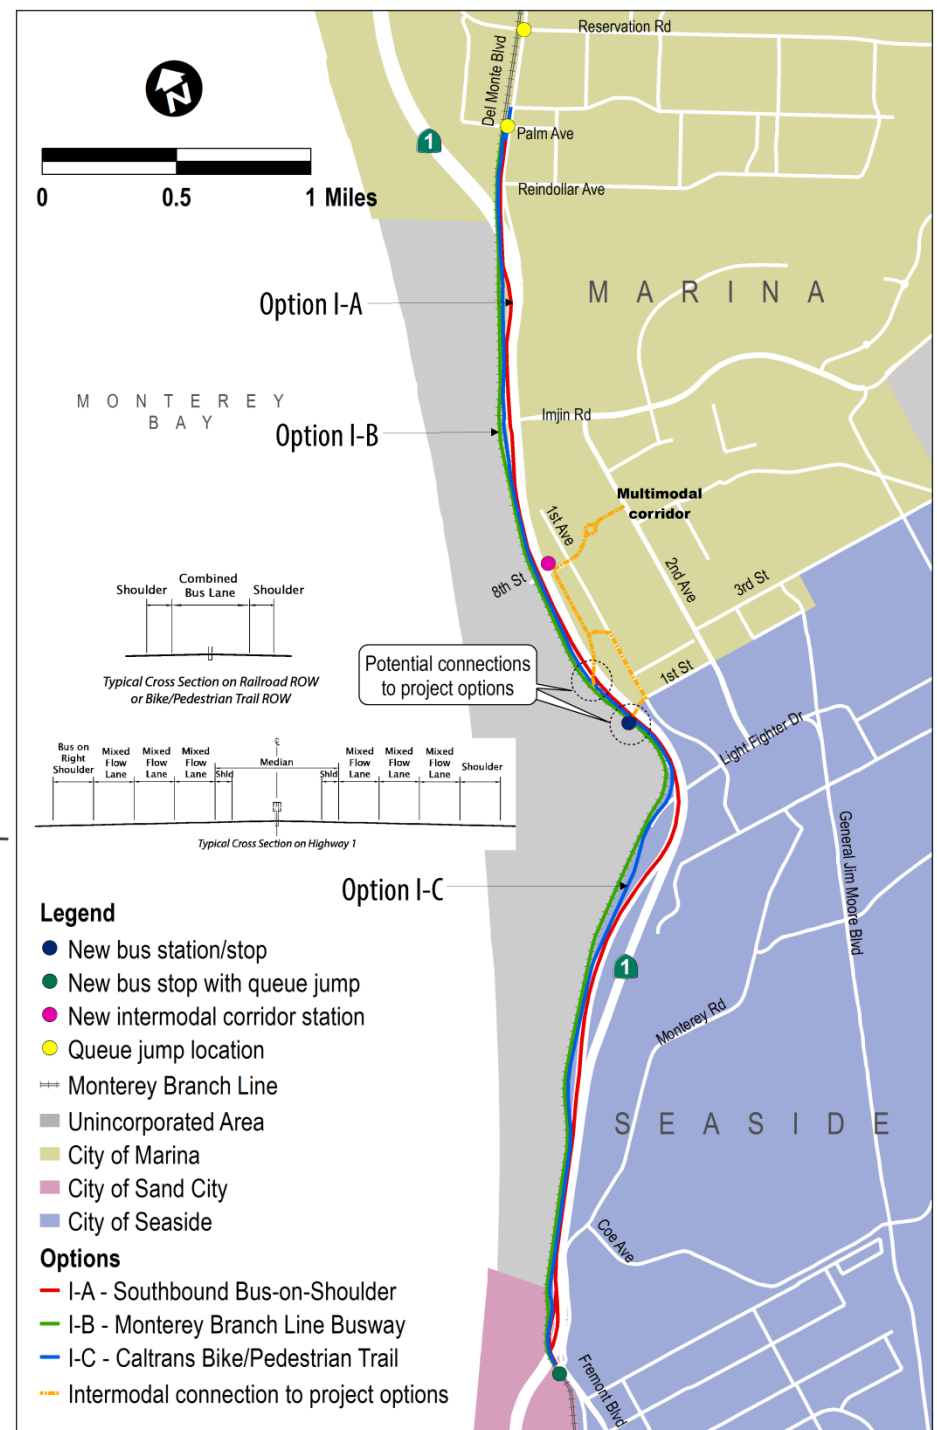 Reservation Rd
Del Monte Blvd
N
1
Palm Ave
0 0.5 1 Miles
Reindollar Ave
MARINA
Option I-A
MONTEREY
BAY
Imjin Rd
Option I-B
Multimodal
corridor
1st Ave
2nd Ave
8th St
3rd St
Shoulder
Combined
Bus Lane
Shoulder
Typical Cross Section on Railroad ROW
or Bike/Pedestrian Trail ROW
Potential connections
to project options
1st St
Light Fighter Dr
Bus on
Right
Shoulder
Mixed
Flow
Lane
Mixed
Flow
Lane
Mixed
Flow
Lane
Shld
Median
Shld
Mixed
Flow
Lane
Mixed
Flow
Lane
Mixed
Flow
Lane
Shoulder
Typical Cross Section on Highway 1
General Jim Moore Blvd
Option I-C
1
Monterey Rd
SEASIDE
Coe Ave
Fremont Blvd
Legend
New bus station/stop
New bus stop with queue jump
New intermodal corridor station
Queue jump location
Monterey Branch Line
Unincorporated Area
City of Marina
City of Sand City
City of Seaside
Options
I-A - Southbound Bus-on-Shoulder
I-B - Monterey Branch Line Busway
I-C - Caltrans Bike/Pedestrian Trail
Intermodal connection to project options